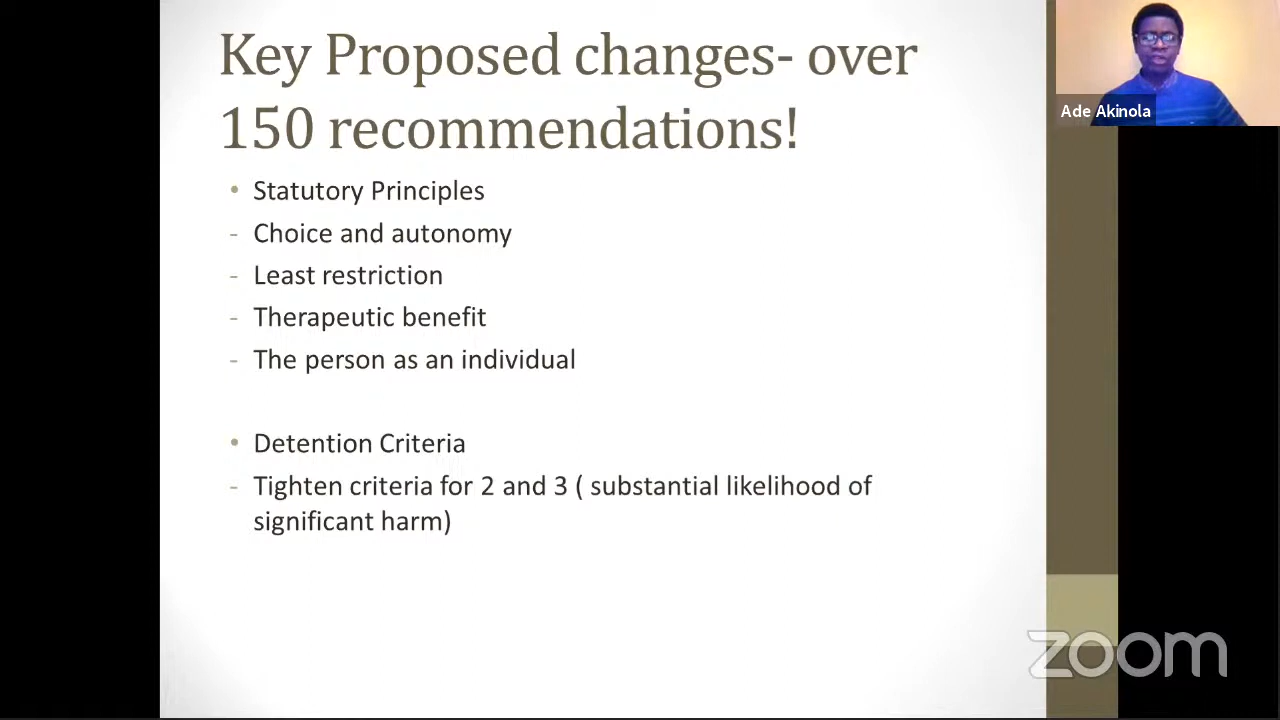 Key Proposed changes- over
150 recommendations!
• Statutory Principles
- Choice and autonomy
- Least restriction
- Therapeutic benefit
- The person as an individual
• Detention Criteria
- Tighten criteria for 2 and 3 ( substantial likelihood of
significant harm)
Ade Akinola
zoom